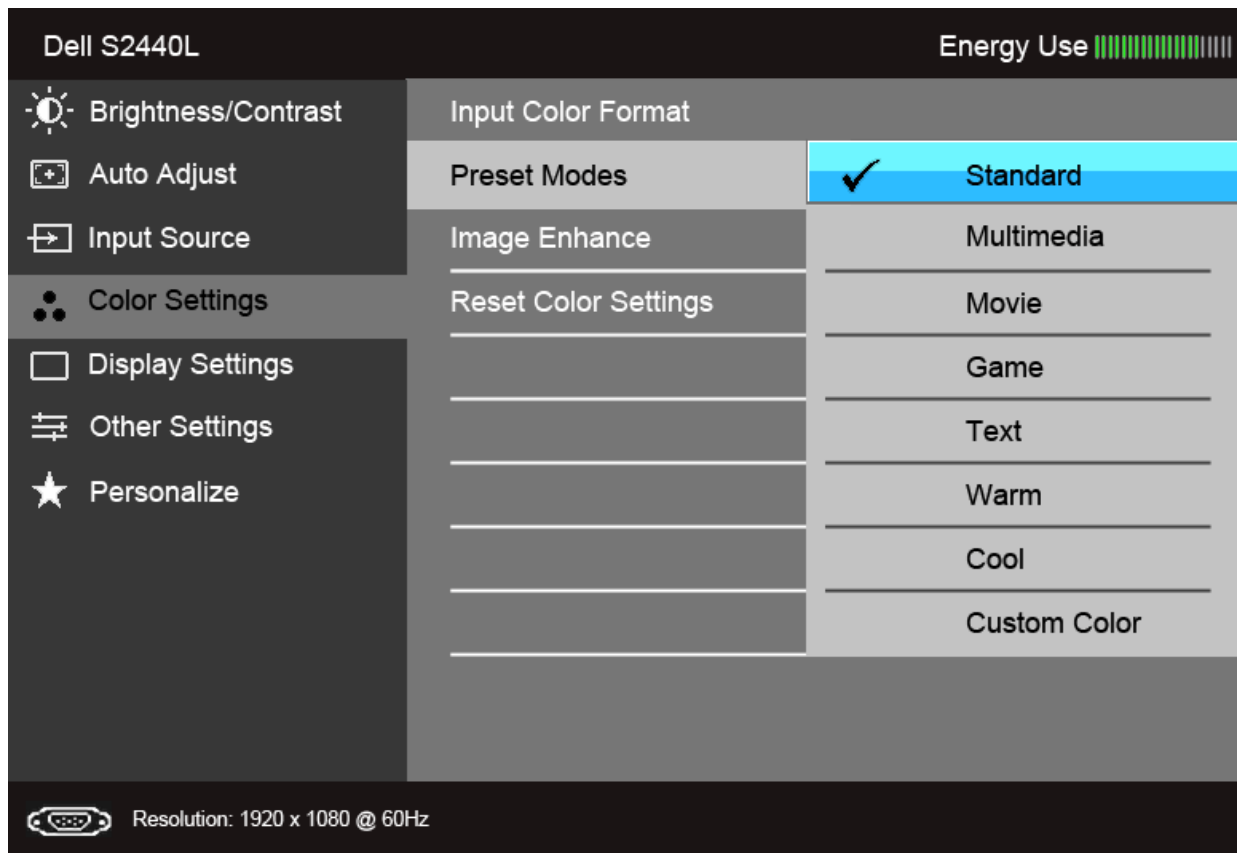 Dell S2440L Energy Use
Brightness/Contrast Input Color Format
Auto Adjust Preset Modes Standard
Input Source Image Enhance Multimedia
Color Settings Reset Color Settings Movie
Display Settings Game
Other Settings Text
Personalize Warm
Cool
Custom Color
Resolution: 1920 x 1080 @ 60Hz